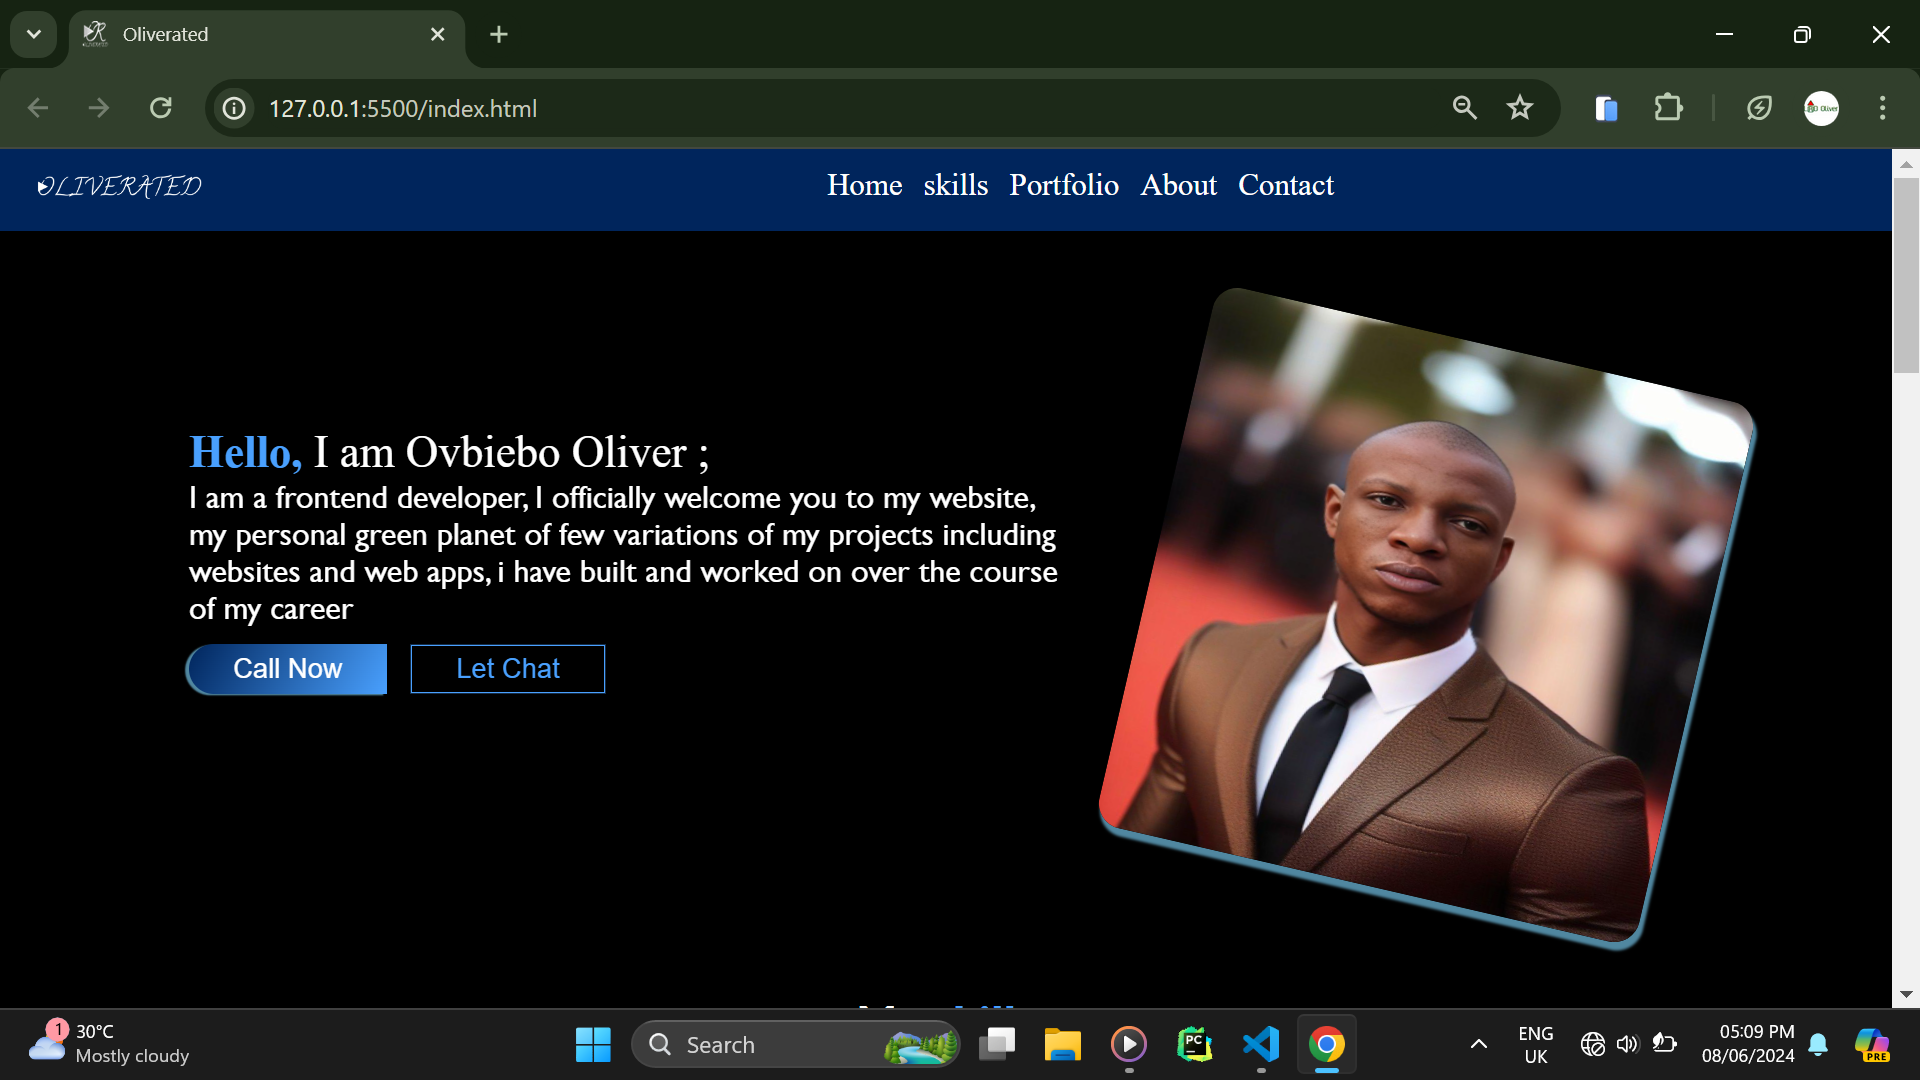 Oliverated
127.0.0.1:5500/index.html
OLIVERATED
Home skills Portfolio About Contact
Hello, I am Ovbiebo Oliver ;
I am a frontend developer, I officially welcome you to my website,
my personal green planet of few variations of my projects including
websites and web apps, i have built and worked on over the course
of my career
Call Now
Let Chat
1
30°C
Mostly cloudy
Search
PC
ENG
UK
05:09 PM
08/06/2024
PRE